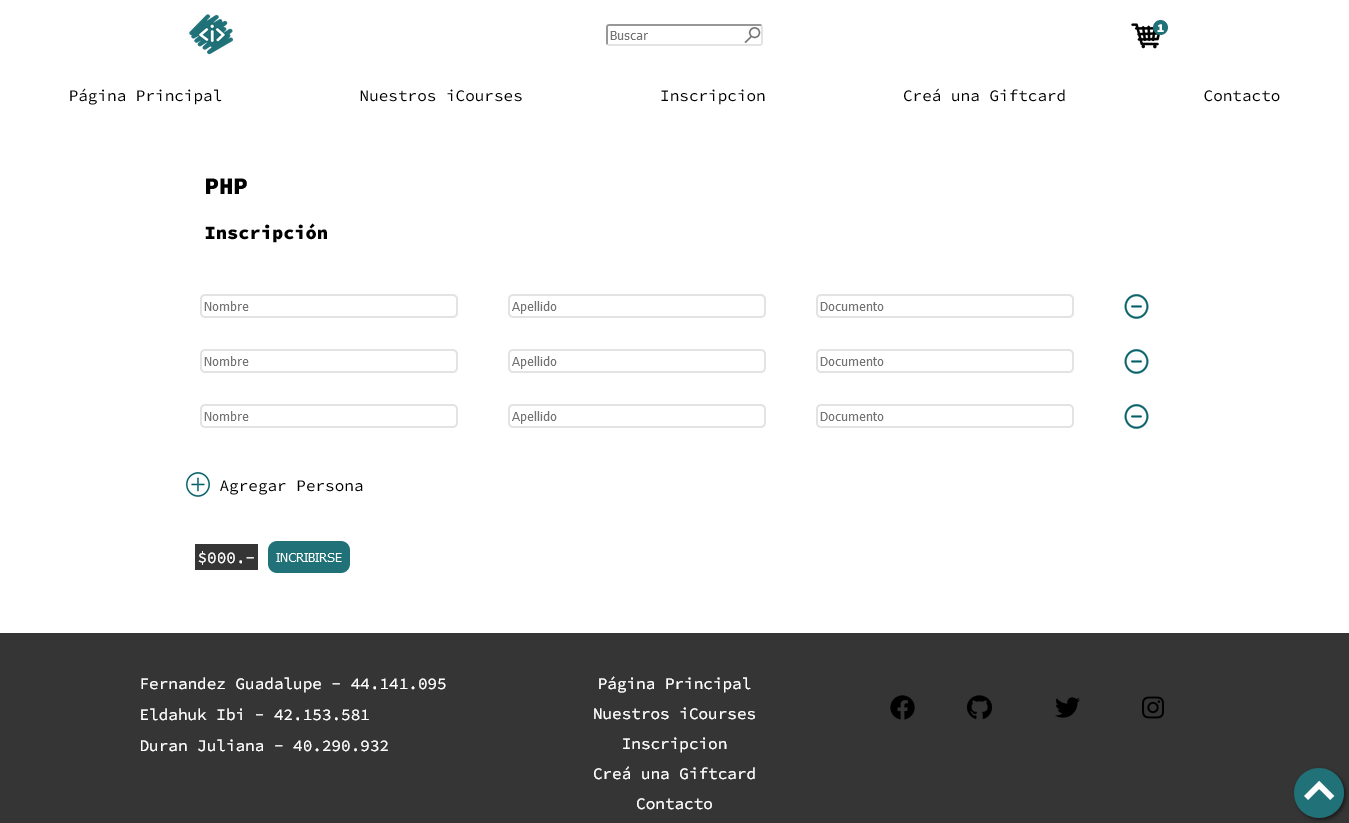 <i>
Buscar
1
Página Principal Nuestros iCourses Inscripcion Creá una Giftcard Contacto
PHP
Inscripción
Nombre Apellido Documento
Nombre Apellido Documento
Nombre Apellido Documento
Agregar Persona
$000.- INCRIBIRSE
Fernandez Guadalupe - 44.141.095
Eldahuk Ibi - 42.153.581
Duran Juliana - 40.290.932
Página Principal
Nuestros iCourses
Inscripcion
Creá una Giftcard
Contacto